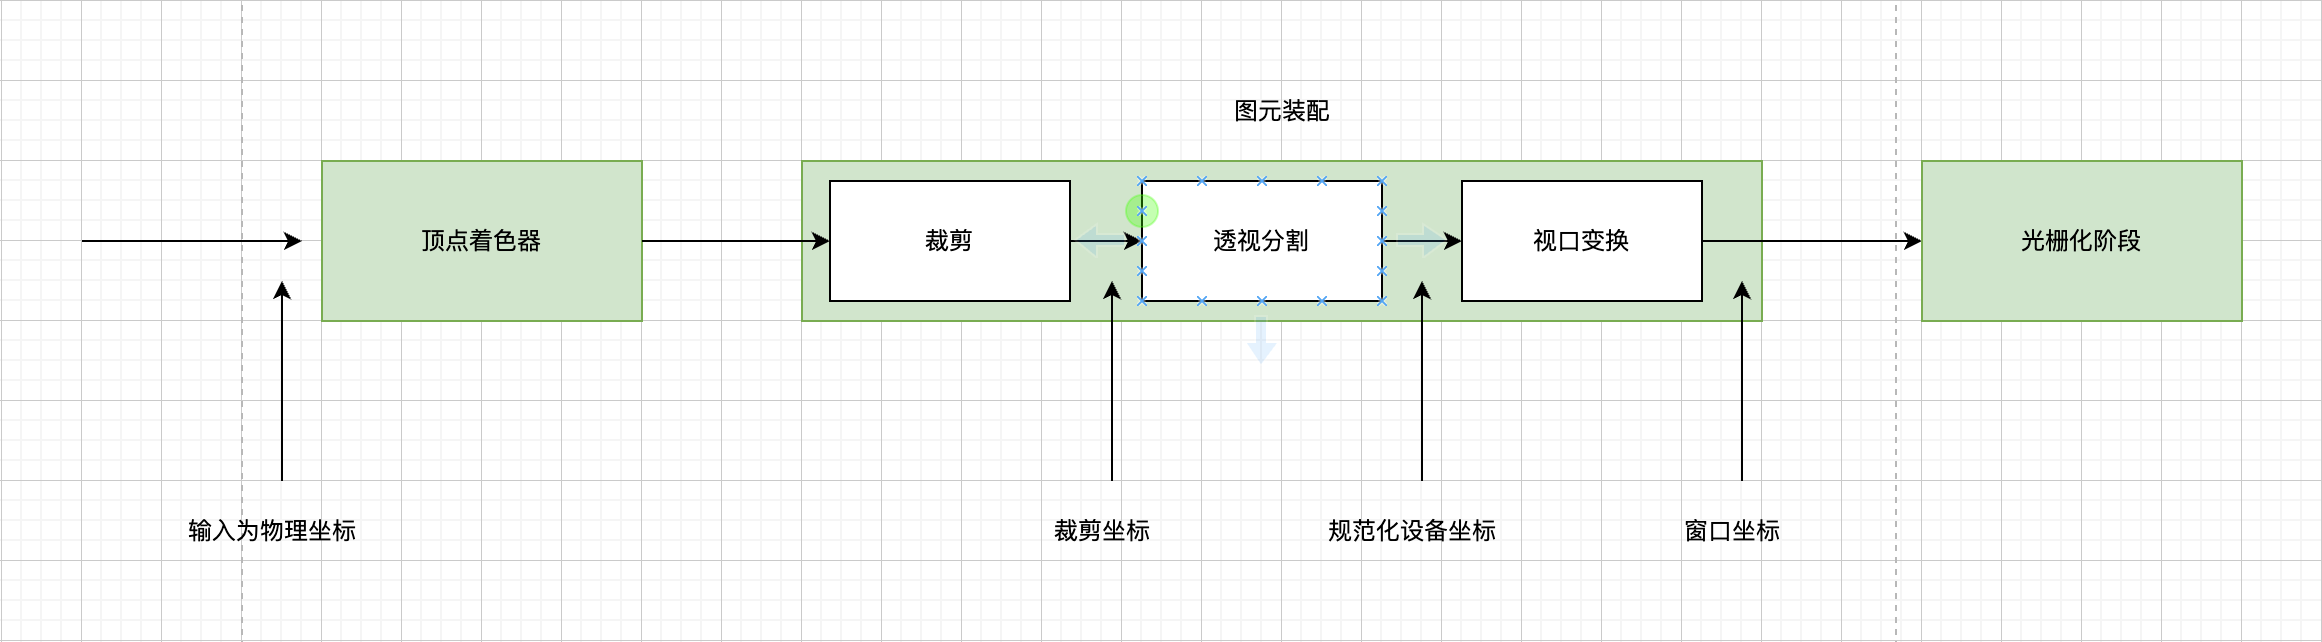 图元装配
顶点着色器
裁剪
透视分割
视口变换
光栅化阶段
输入为物理坐标
裁剪坐标
规范化设备坐标
窗口坐标